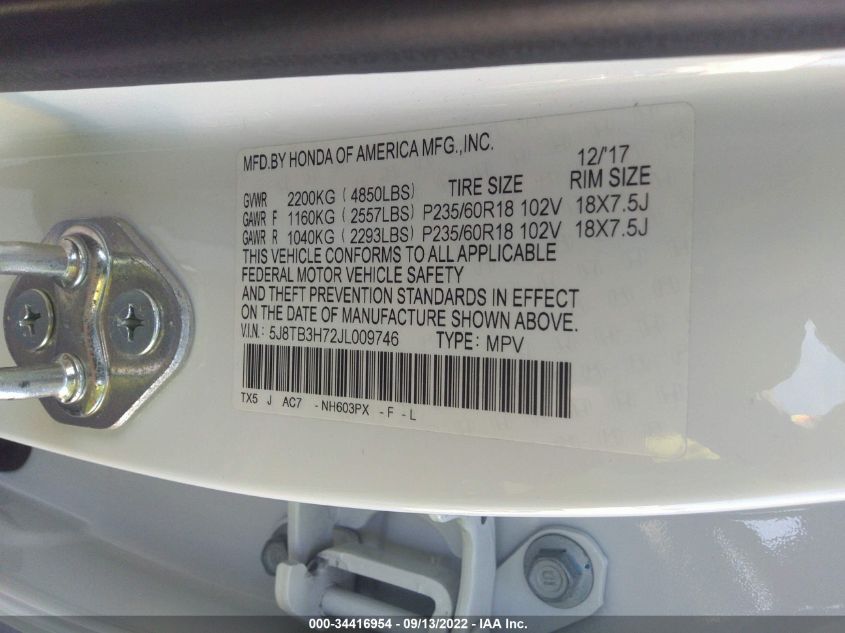 MFD.BY HONDA OF AMERICA MFG.,INC. 12/'17
GVWR 2200KG ( 4850LBS) TIRE SIZE RIM SIZE
GAWR F 1160KG ( 2557LBS) P235/60R18 102V 18X7.5J
GAWR R 1040KG ( 2293LBS) P235/60R18 102V 18X7.5J
THIS VEHICLE CONFORMS TO ALL APPLICABLE
FEDERAL MOTOR VEHICLE SAFETY
AND THEFT PREVENTION STANDARDS IN EFFECT
ON THE DATE OF MANUFACTURE SHOWN ABOVE.
V.I.N.: 5J8TB3H72JL009746 TYPE: MPV
TX5 J AC7 -NH603PX -F -L
000-34416954 - 09/13/2022 - IAA Inc.